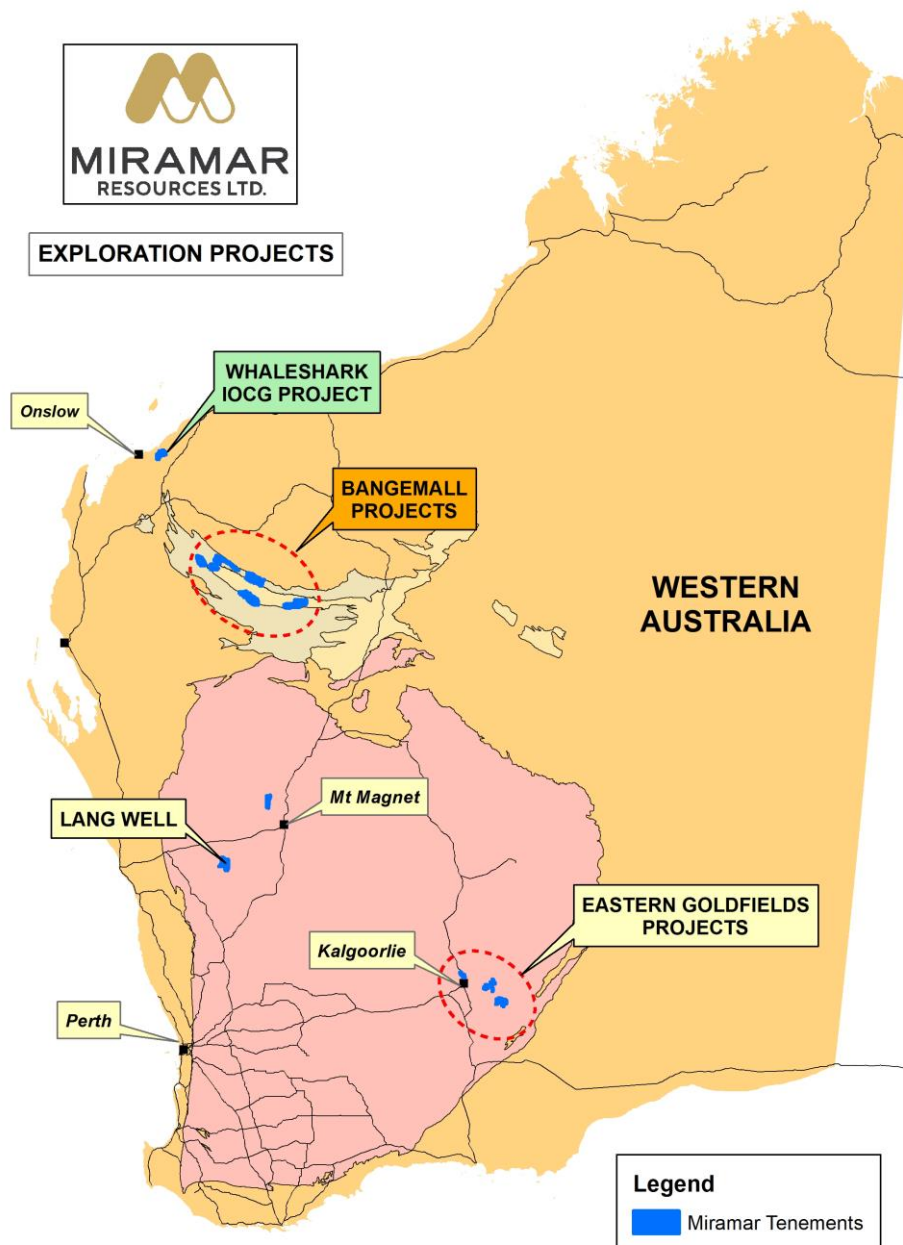 MIRAMAR
RESOURCES LTD.
EXPLORATION PROJECTS
WHALESHARK
IOCG PROJECT
Onslow
BANGEMALL
PROJECTS
WESTERN
AUSTRALIA
Mt Magnet
LANG WELL
EASTERN GOLDFIELDS
PROJECTS
Kalgoorlie
Perth
Legend
Miramar Tenements